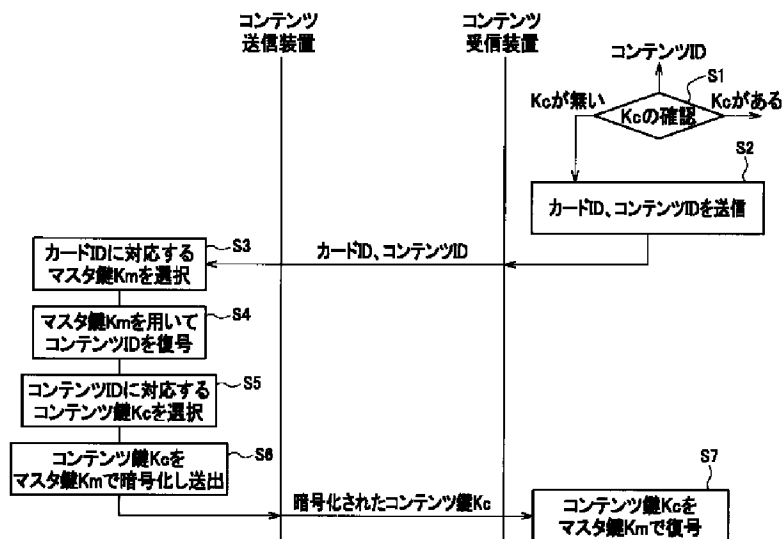 コンテンツ
送信装置
コンテンツ
受信装置
コンテンツID
S1
Kcが無い
Kcの確認
Kcがある
S2
カードID、コンテンツIDを送信
カードIDに対応する
マスタ鍵Kmを選択
S3
カードID、コンテンツID
マスタ鍵Kmを用いて
コンテンツIDを復号
S4
コンテンツIDに対応する
コンテンツ鍵Kcを選択
S5
コンテンツ鍵Kcを
マスタ鍵Kmで暗号化し送出
S6
暗号化されたコンテンツ鍵Kc
S7
コンテンツ鍵Kcを
マスタ鍵Kmで復号